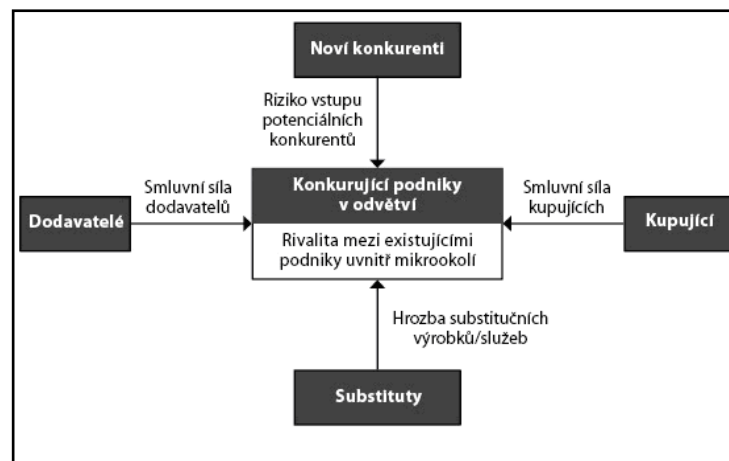 Noví konkurenti
Riziko vstupu
potenciálních
konkurentů
Smluvní síla
dodavatelů
Konkurující podniky
v odvětví
Smluvní síla
kupujících
Dodavatelé
Kupující
Rivalita mezi existujícími
podniky uvnitř mikrookolí
Hrozba substitučních
výrobků/služeb
Substituty